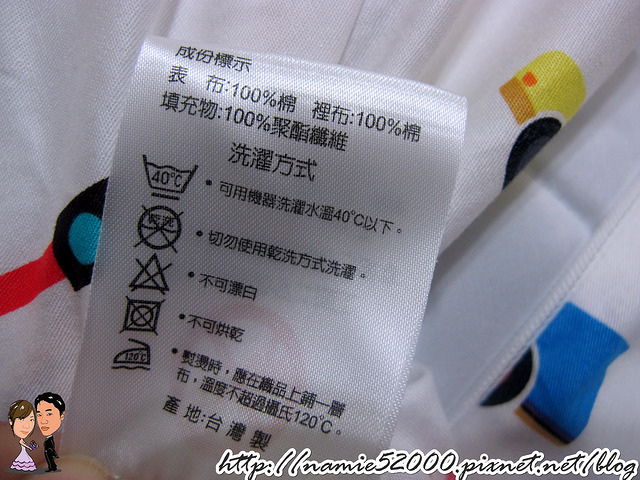 成份標示
表 布:100%棉 裡布:100%棉
填充物:100%聚酯纖維
洗濯方式
40°C
・可用機器洗濯水溫40°C以下。
乾洗
・切勿使用乾洗方式洗濯。
・不可漂白
・不可烘乾
120°C
・熨燙時,應在織品上鋪一層
布,溫度不超過攝氏120°C。
產地:台灣製
http://namie52000.pixnet.net/blog